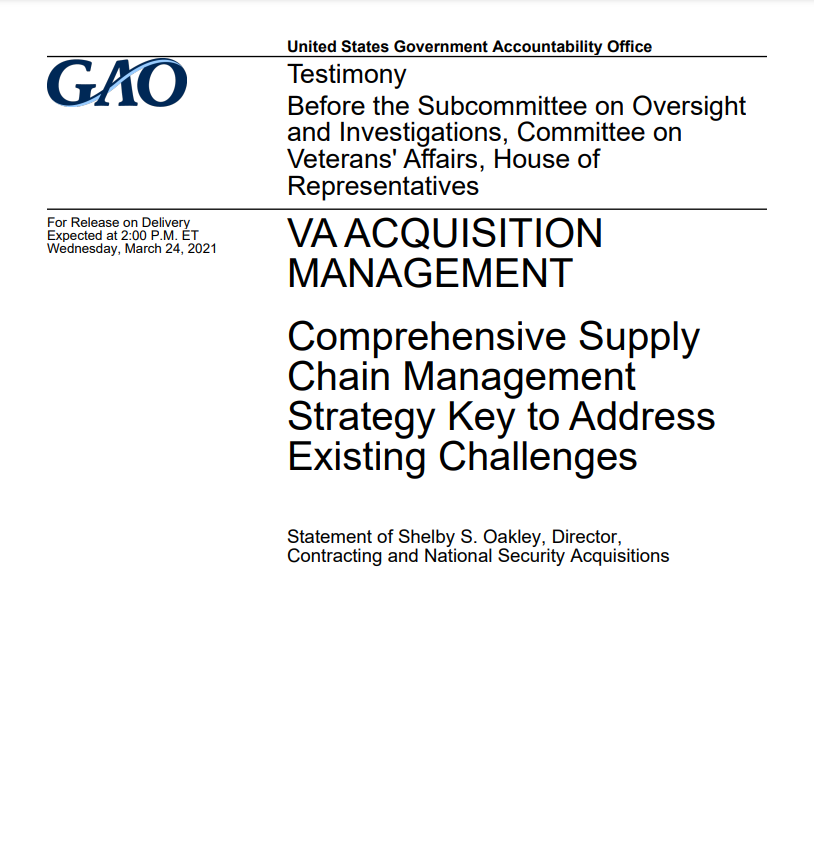 United States Government Accountability Office
GAO
Testimony
Before the Subcommittee on Oversight
and Investigations, Committee on
Veterans' Affairs, House of
Representatives
For Release on Delivery
Expected at 2:00 P.M. ET
Wednesday, March 24, 2021
VA ACQUISITION
MANAGEMENT
Comprehensive Supply
Chain Management
Strategy Key to Address
Existing Challenges
Statement of Shelby S. Oakley, Director,
Contracting and National Security Acquisitions